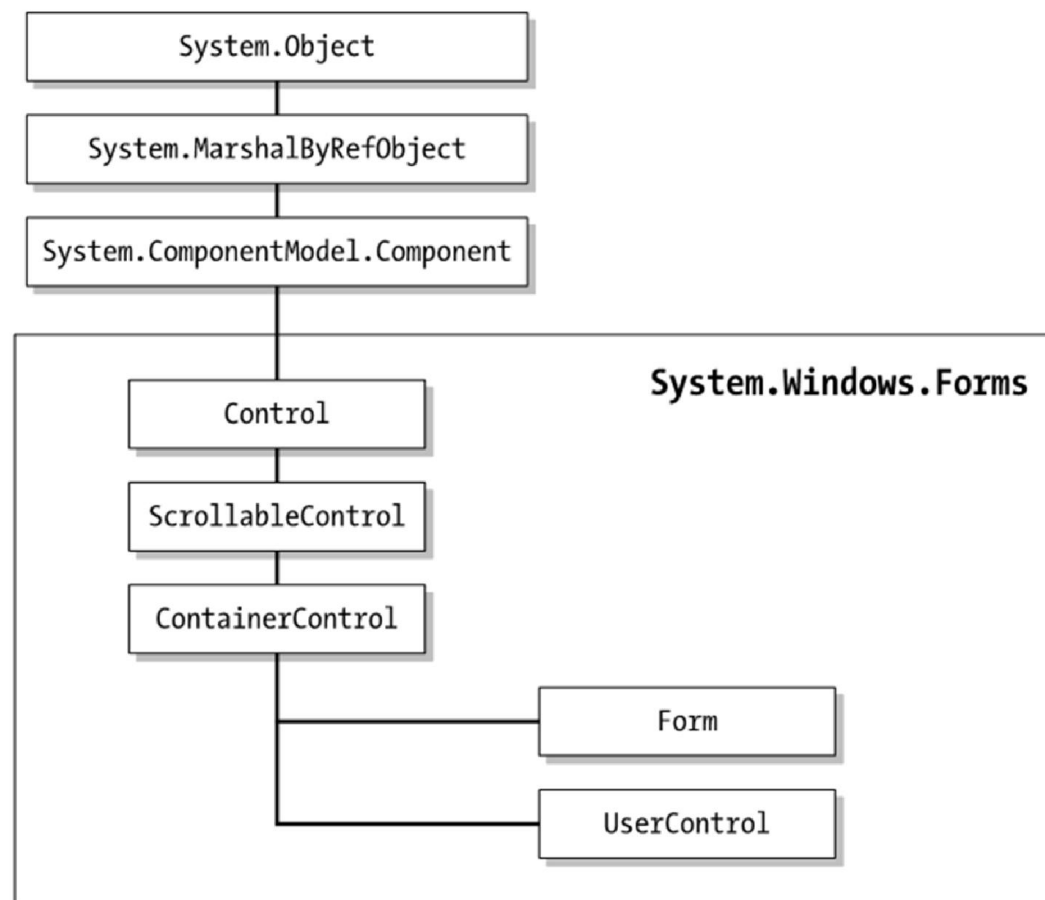 System.Object
System.MarshalByRefObject
System.ComponentModel.Component
System.Windows.Forms
Control
ScrollableControl
ContainerControl
Form
UserControl